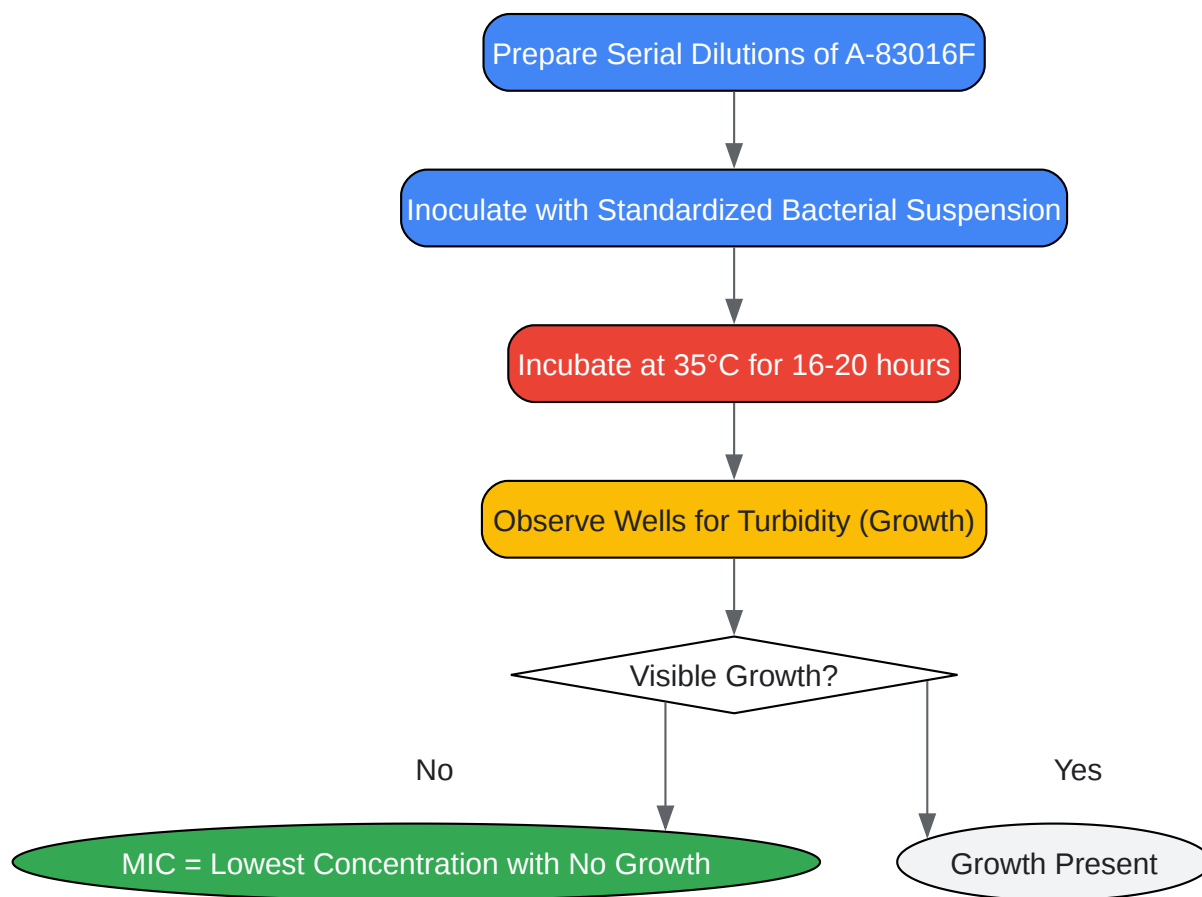 Prepare Serial Dilutions of A-83016F
Inoculate with Standardized Bacterial Suspension
Incubate at 35°C for 16-20 hours
Observe Wells for Turbidity (Growth)
Visible Growth?
No
Yes
MIC = Lowest Concentration with No Growth
Growth Present